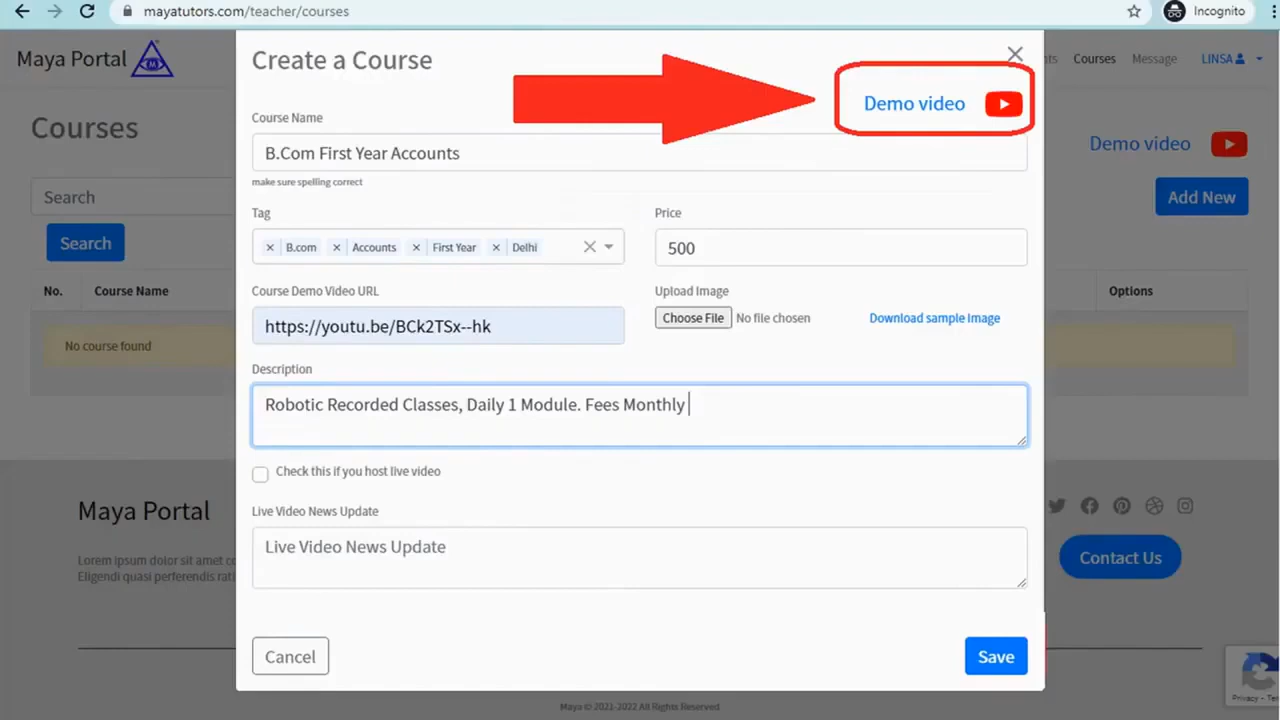 mayatutors.com/teacher/courses
Incognito
Maya Portal
nts Courses Message LINSA
Create a Course
Demo video
Courses
Course Name
B.Com First Year Accounts
make sure spelling correct
Demo video
Search
Add New
Search
Tag
Price
× B.com × Accounts × First Year × Delhi
500
No. Course Name
Options
Course Demo Video URL
Upload Image
https://youtu.be/BCk2TSx--hk
Choose File No file chosen
Download sample Image
No course found
Description
Robotic Recorded Classes, Daily 1 Module. Fees Monthly
Check this if you host live video
Maya Portal
Live Video News Update
Live Video News Update
Lorem ipsum dolor sit amet co
Eligendi quasi perferendis rati
Contact Us
Cancel
Save
Privacy - Te
Maya © 2021-2022 All Rights Reserved